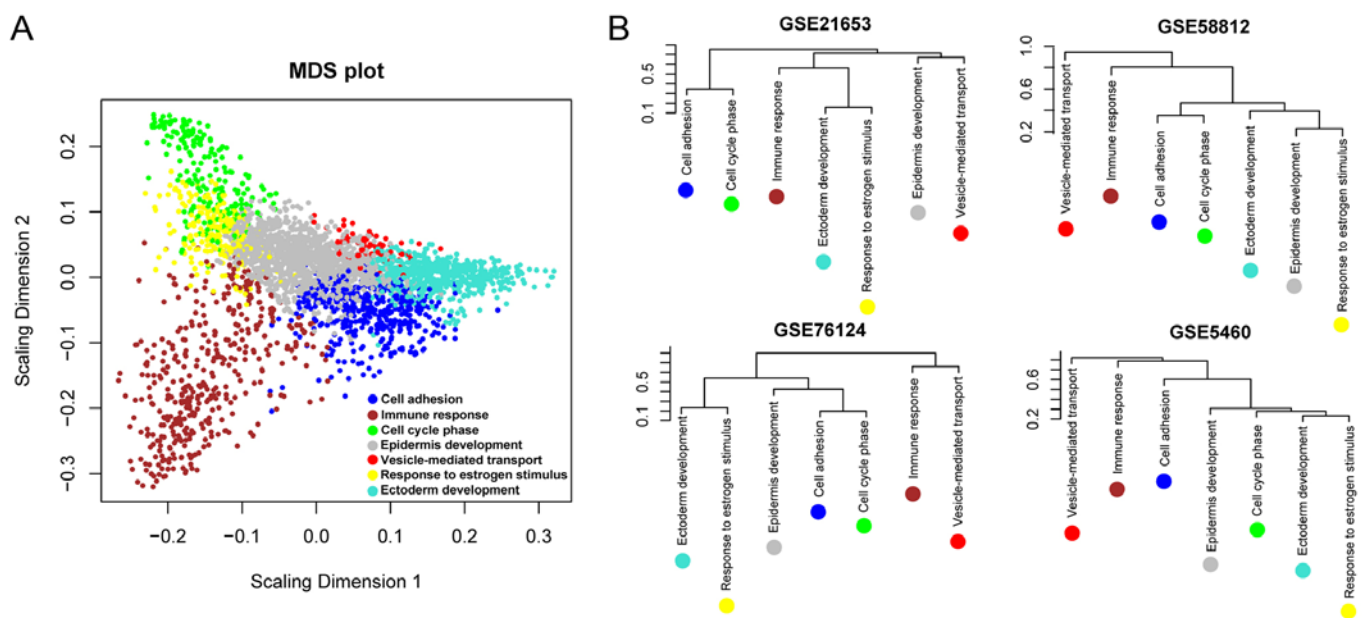 A
MDS plot
Scaling Dimension 2
0.2
0.1
0.0
−0.1
−0.2
−0.3
Cell adhesion
Immune response
Cell cycle phase
Epidermis development
Vesicle-mediated transport
Response to estrogen stimulus
Ectoderm development
−0.2
−0.1
0.0
0.1
0.2
0.3
Scaling Dimension 1
B
GSE21653
0.5
0.1
Cell adhesion
Cell cycle phase
Immune response
Ectoderm development
Response to estrogen stimulus
Epidermis development
Vesicle-mediated transport
GSE58812
1.0
0.6
0.2
Vesicle-mediated transport
Immune response
Cell adhesion
Cell cycle phase
Ectoderm development
Epidermis development
Response to estrogen stimulus
GSE76124
0.5
0.1
Ectoderm development
Response to estrogen stimulus
Epidermis development
Cell adhesion
Cell cycle phase
Immune response
Vesicle-mediated transport
GSE5460
0.6
0.2
Vesicle-mediated transport
Immune response
Cell adhesion
Epidermis development
Cell cycle phase
Ectoderm development
Response to estrogen stimulus